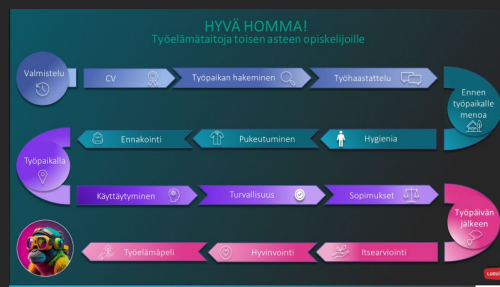 HYVÄ HOMMA!
Työelämätaitoja toisen asteen opiskelijoille
Valmistelu
CV
Työpaikan hakeminen
Työhaastattelu
Ennen
työpaikalle
menoa
Hygienia
Pukeutuminen
Ennakointi
Työpaikalla
Käyttäytyminen
Turvallisuus
Sopimukset
Työpäivän
jälkeen
Itsearviointi
Hyvinvointi
Työelämäpeli